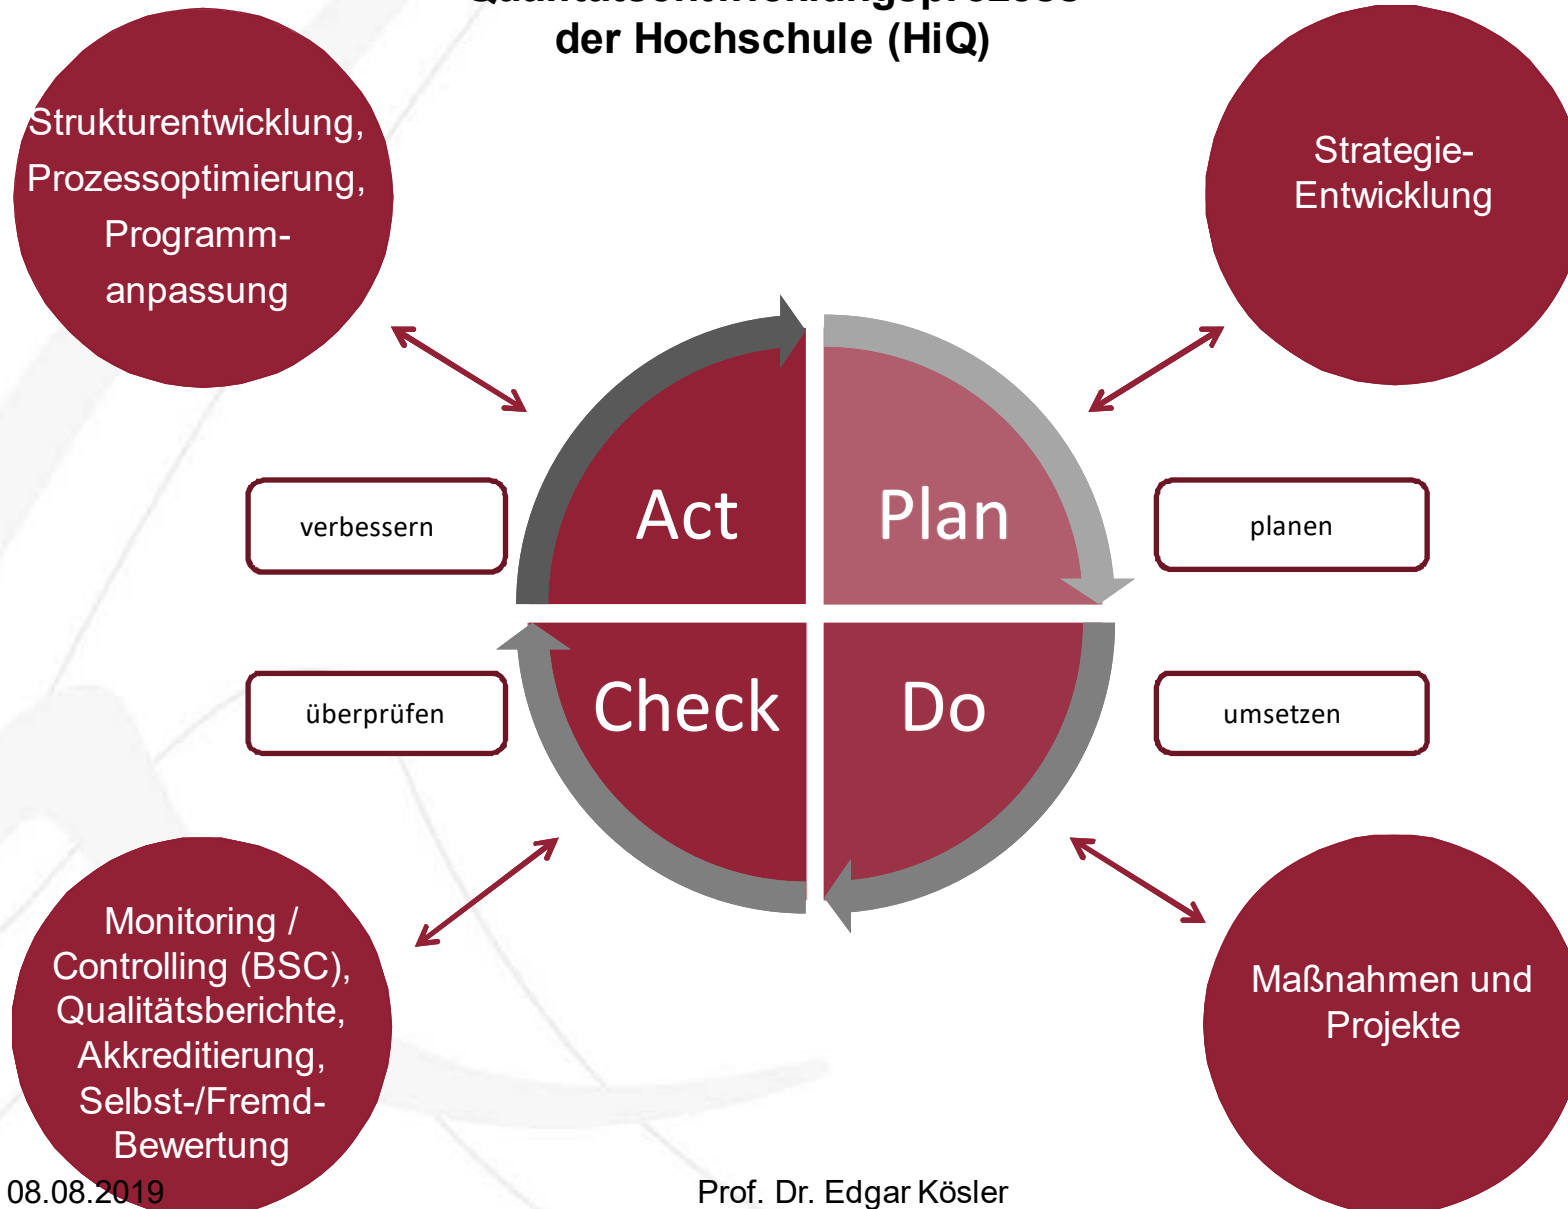 Qualitätsentwicklungsprozess
der Hochschule (HiQ)
Strukturentwicklung,
Prozessoptimierung,
Programm-
anpassung
Strategie-
Entwicklung
Act
Plan
verbessern
planen
überprüfen
Check
Do
umsetzen
Monitoring /
Controlling (BSC),
Qualitätsberichte,
Akkreditierung,
Selbst-/Fremd-
Bewertung
Maßnahmen und
Projekte
08.08.2019
Prof. Dr. Edgar Kösler